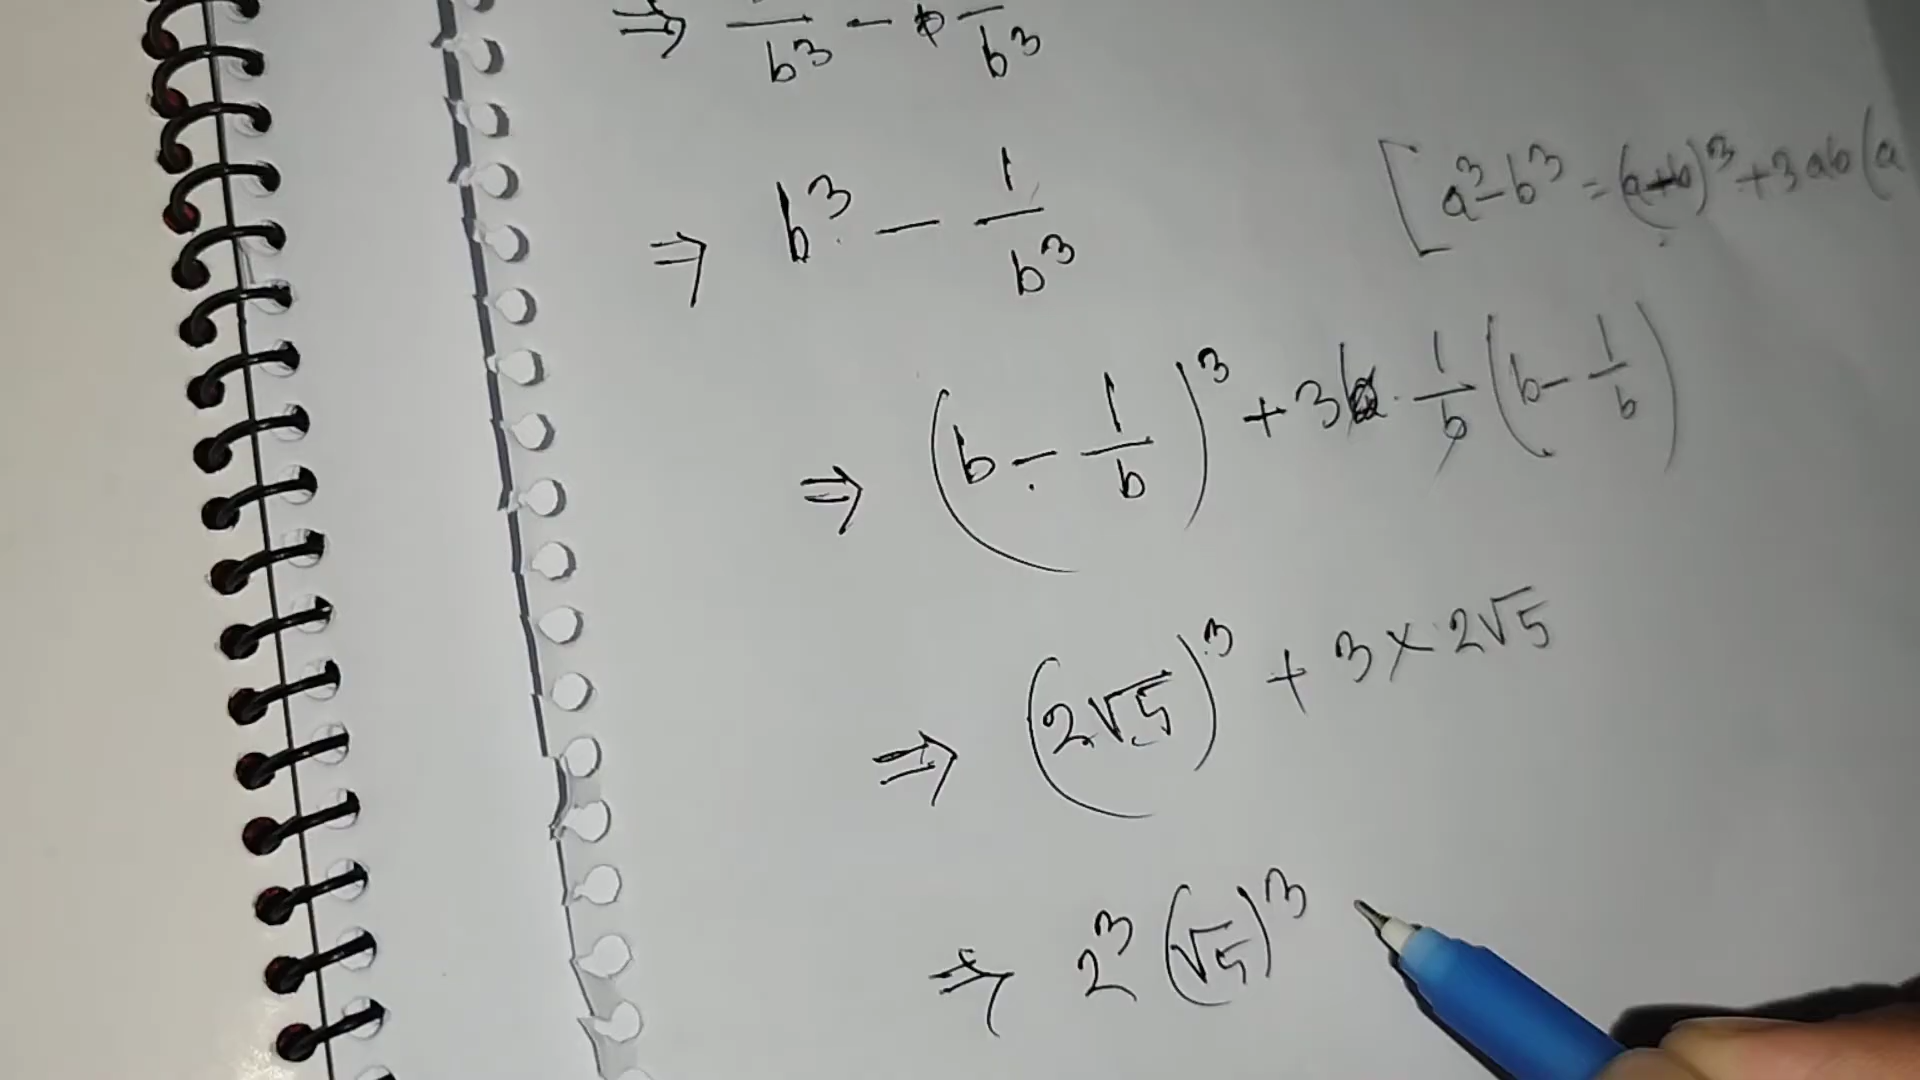 ⇒ — / b³ - — / b³
⇒ b³ - 1/b³
[a³-b³ = (a-b)³ + 3ab(a
⇒ (b - 1/b)³ + 3b · 1/b (b - 1/b)
⇒ (2√5)³ + 3×2√5
⇒ 2³ (√5)³